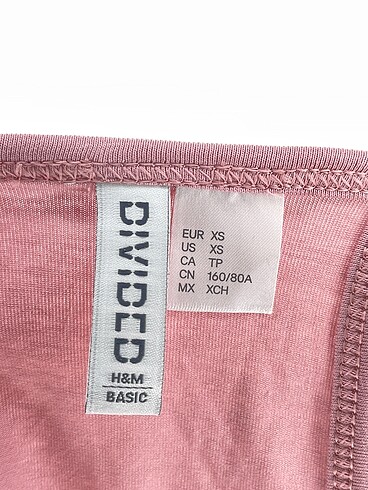 DIVIDED
H&M
BASIC
EUR XS
US XS
CA TP
CN 160/80A
MX XCH